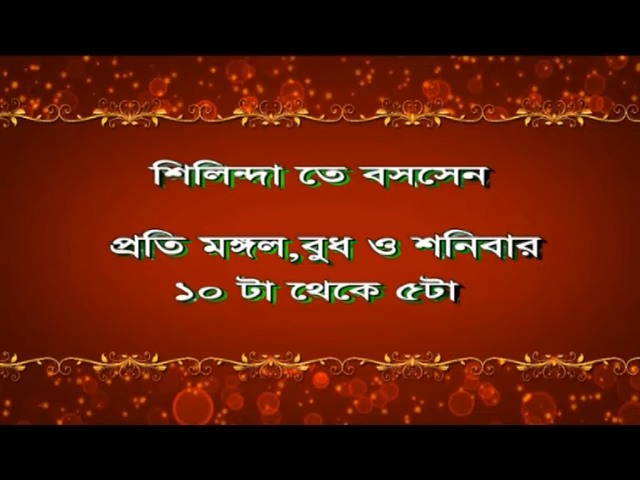 শিলিন্দা তে বসসেন
প্রতি মঙ্গল,বুধ ও শনিবার
১০ টা থেকে ৫টা